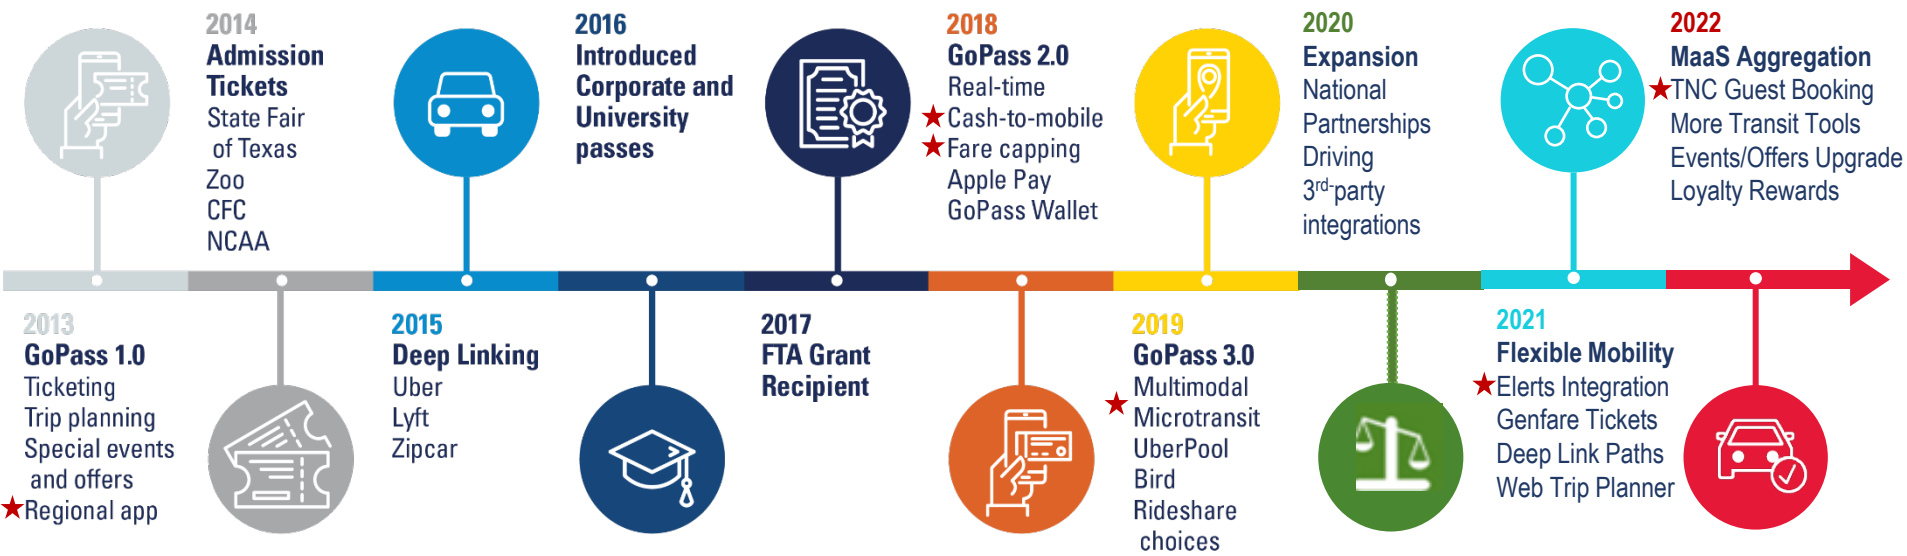 2013
GoPass 1.0
Ticketing
Trip planning
Special events
and offers
Regional app
2014
Admission
Tickets
State Fair
of Texas
Zoo
CFC
NCAA
2015
Deep Linking
Uber
Lyft
Zipcar
2016
Introduced
Corporate and
University
passes
2017
FTA Grant
Recipient
2018
GoPass 2.0
Real-time
Cash-to-mobile
Fare capping
Apple Pay
GoPass Wallet
2019
GoPass 3.0
Multimodal
Microtransit
UberPool
Bird
Rideshare
choices
2020
Expansion
National
Partnerships
Driving
3rd-party
integrations
2021
Flexible Mobility
Elerts Integration
Genfare Tickets
Deep Link Paths
Web Trip Planner
2022
MaaS Aggregation
TNC Guest Booking
More Transit Tools
Events/Offers Upgrade
Loyalty Rewards